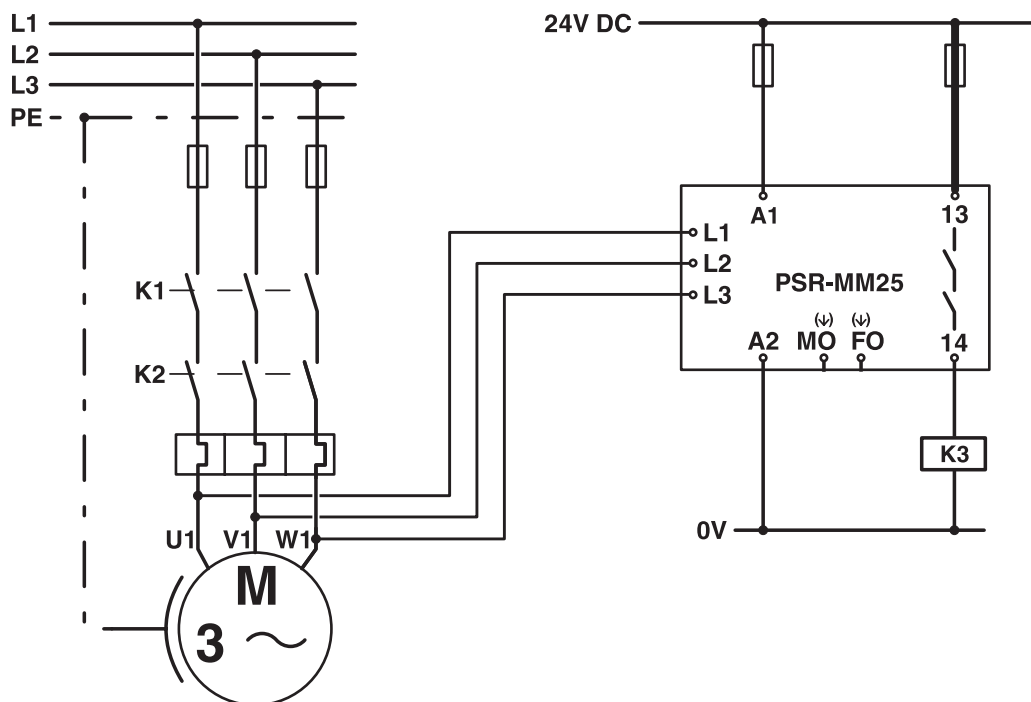 L1
L2
L3
PE
K1
K2
U1 V1 W1
M
3
24V DC
A1 13
L1
L2
L3
PSR-MM25
A2 MO FO 14
K3
0V